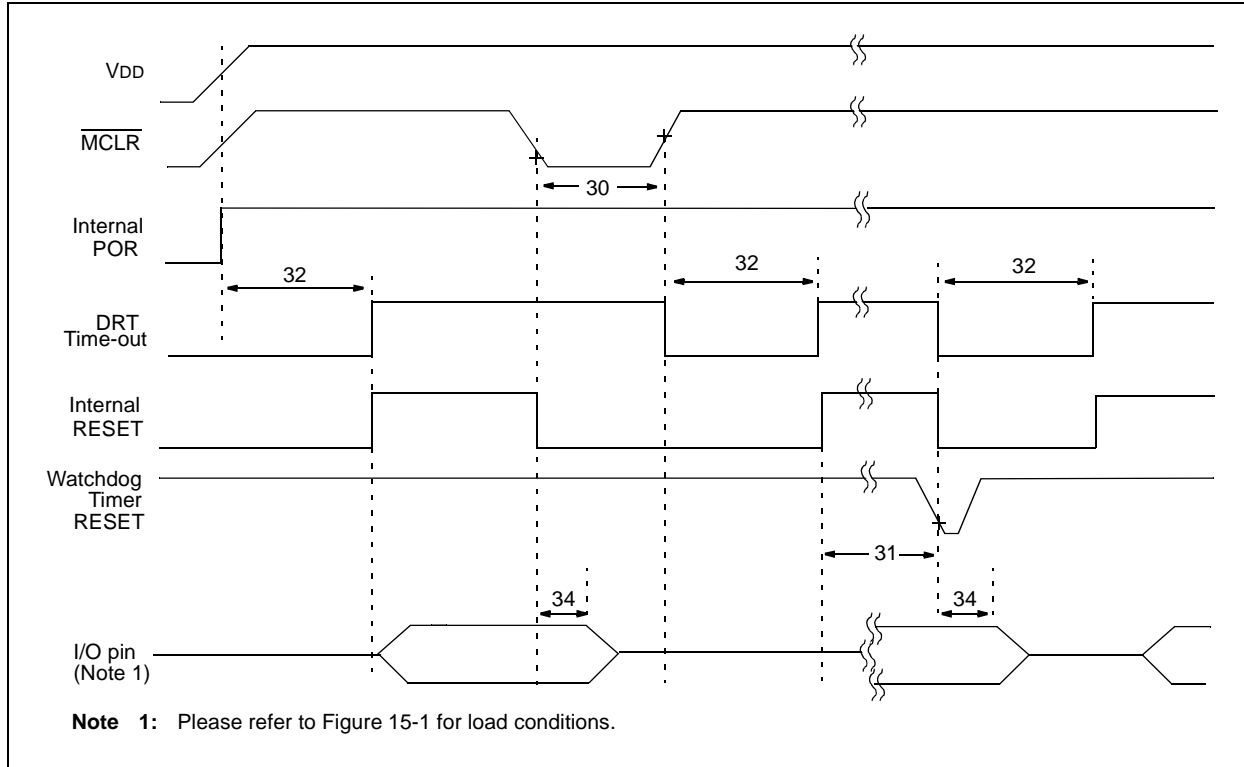 VDD
MCLR
30
Internal
POR
32
32
32
DRT
Time-out
Internal
RESET
Watchdog
Timer
RESET
31
34
34
I/O pin
(Note 1)
Note 1: Please refer to Figure 15-1 for load conditions.